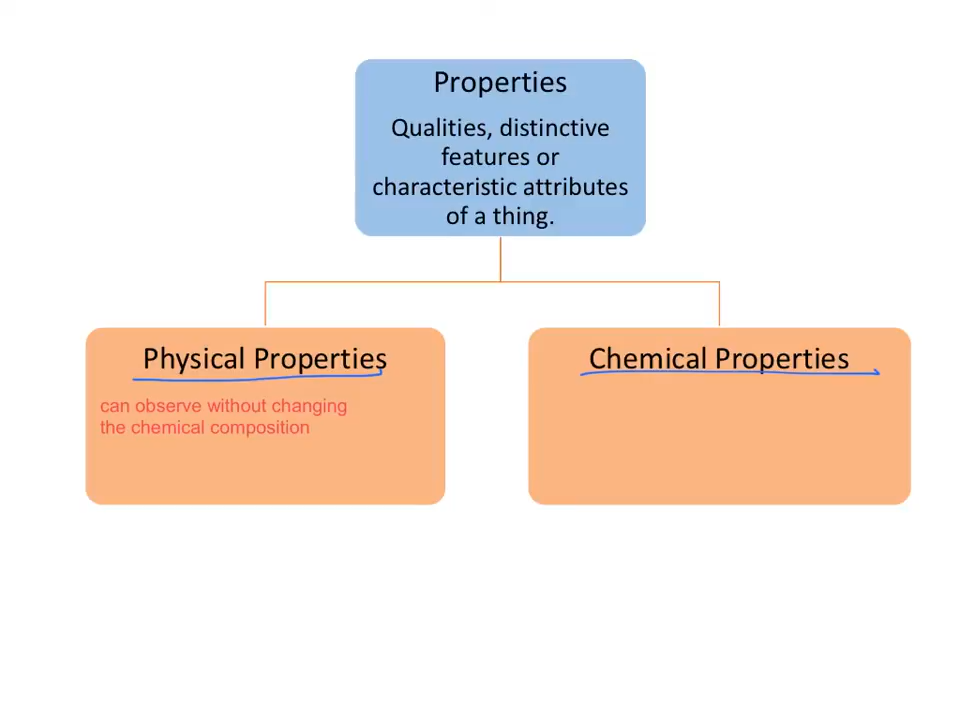 Properties
Qualities, distinctive
features or
characteristic attributes
of a thing.
Physical Properties
can observe without changing
the chemical composition
Chemical Properties